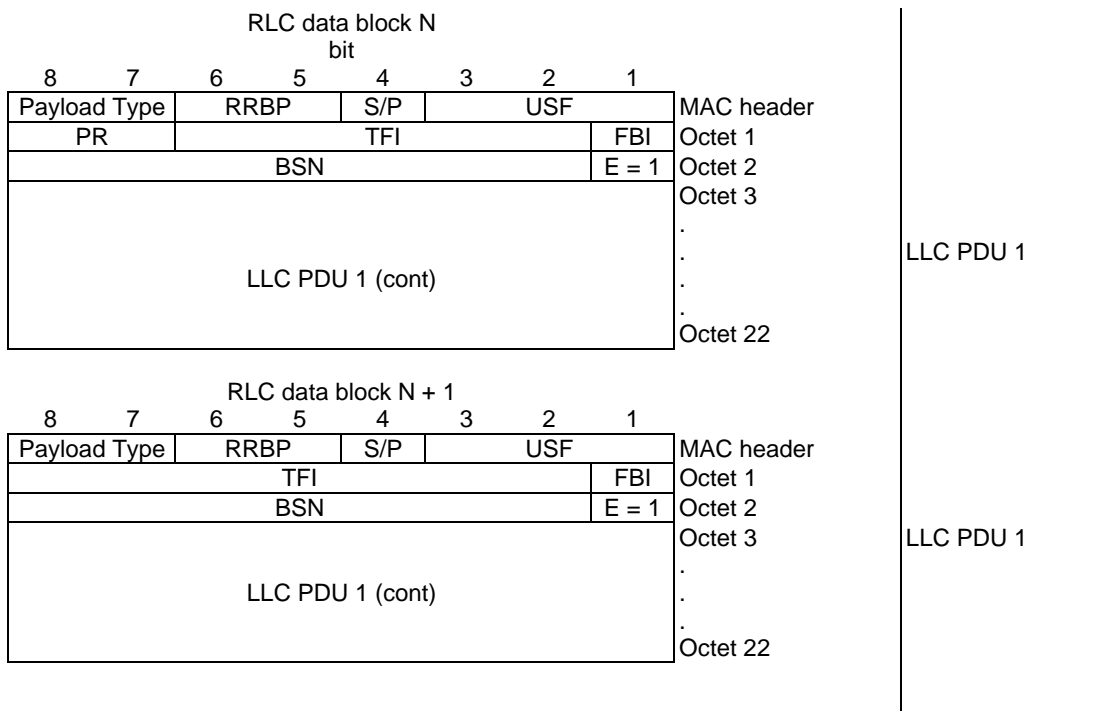 RLC data block N
bit
8 7 6 5 4 3 2 1
Payload Type RRBP S/P USF MAC header
PR TFI FBI Octet 1
BSN E = 1 Octet 2
Octet 3
.
. LLC PDU 1
LLC PDU 1 (cont) .
.
Octet 22
RLC data block N + 1
8 7 6 5 4 3 2 1
Payload Type RRBP S/P USF MAC header
TFI FBI Octet 1
BSN E = 1 Octet 2
Octet 3 LLC PDU 1
.
LLC PDU 1 (cont) .
.
Octet 22